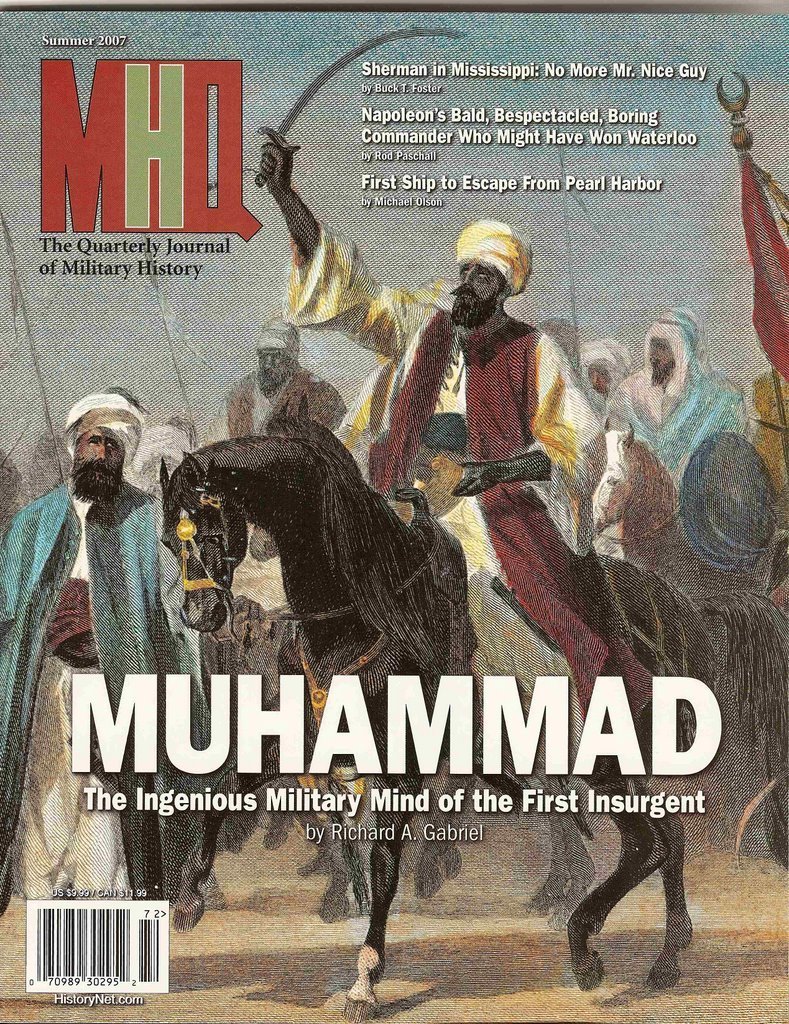 Summer 2007
MHQ
The Quarterly Journal
of Military History
Sherman in Mississippi: No More Mr. Nice Guy
by Buck T. Foster
Napoleon's Bald, Bespectacled, Boring
Commander Who Might Have Won Waterloo
by Rod Paschall
First Ship to Escape From Pearl Harbor
by Michael Olson
MUHAMMAD
The Ingenious Military Mind of the First Insurgent
by Richard A. Gabriel
US $9.99 / CAN $11.99
7 2>
0 70989 30295 2
HistoryNet.com